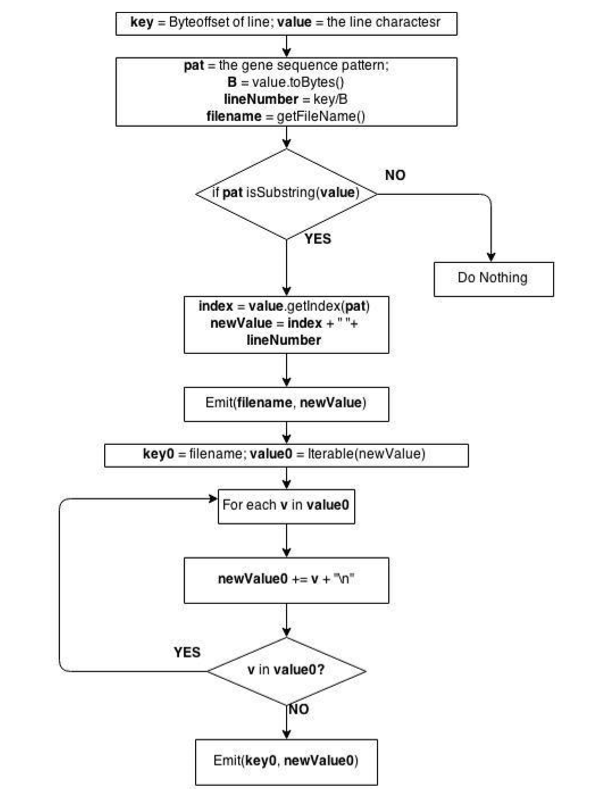 key = Byteoffset of line; value = the line charactesr
pat = the gene sequence pattern;
B = value.toBytes()
lineNumber = key/B
filename = getFileName()
if pat isSubstring(value)
NO
YES
Do Nothing
index = value.getIndex(pat)
newValue = index + " "+
lineNumber
Emit(filename, newValue)
key0 = filename; value0 = Iterable(newValue)
For each v in value0
newValue0 += v + "\n"
YES
v in value0?
NO
Emit(key0, newValue0)